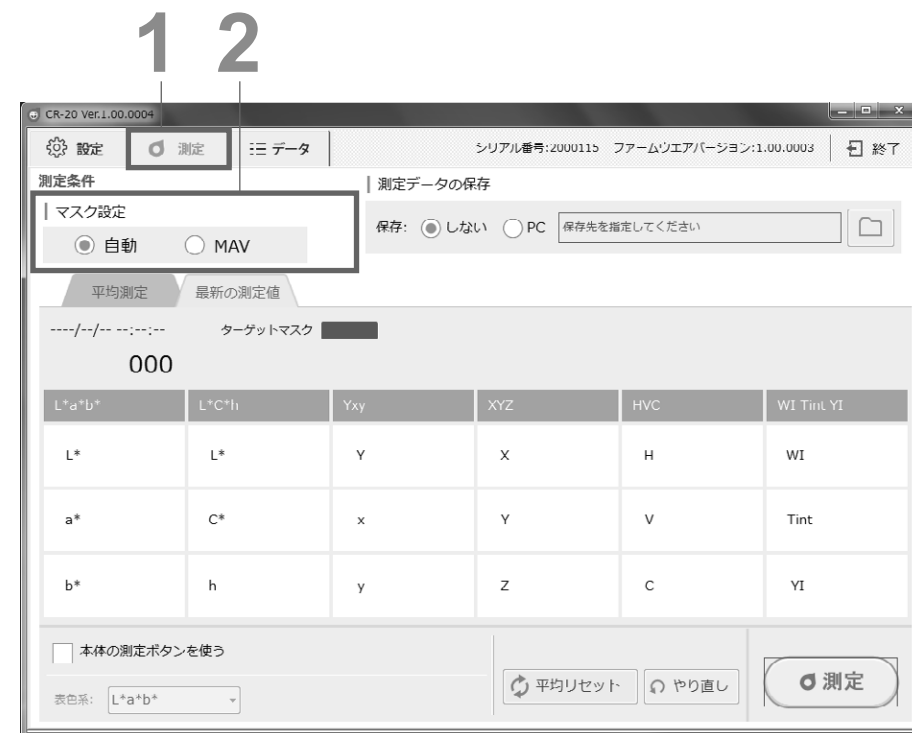 1 2
CR-20 Ver.1.00.0004
設定 測定 データ シリアル番号:2000115 ファームウエアバージョン:1.00.0003 終了
測定条件
測定データの保存
マスク設定
保存: しない PC 保存先を指定してください
自動 MAV
平均測定 最新の測定値
----/--/-- --:--:-- ターゲットマスク
000
L*a*b* L*C*h Yxy XYZ HVC WI Tint YI
L* L* Y X H WI
a* C* x Y V Tint
b* h y Z C YI
本体の測定ボタンを使う
平均リセット やり直し 測定
表色系: L*a*b*